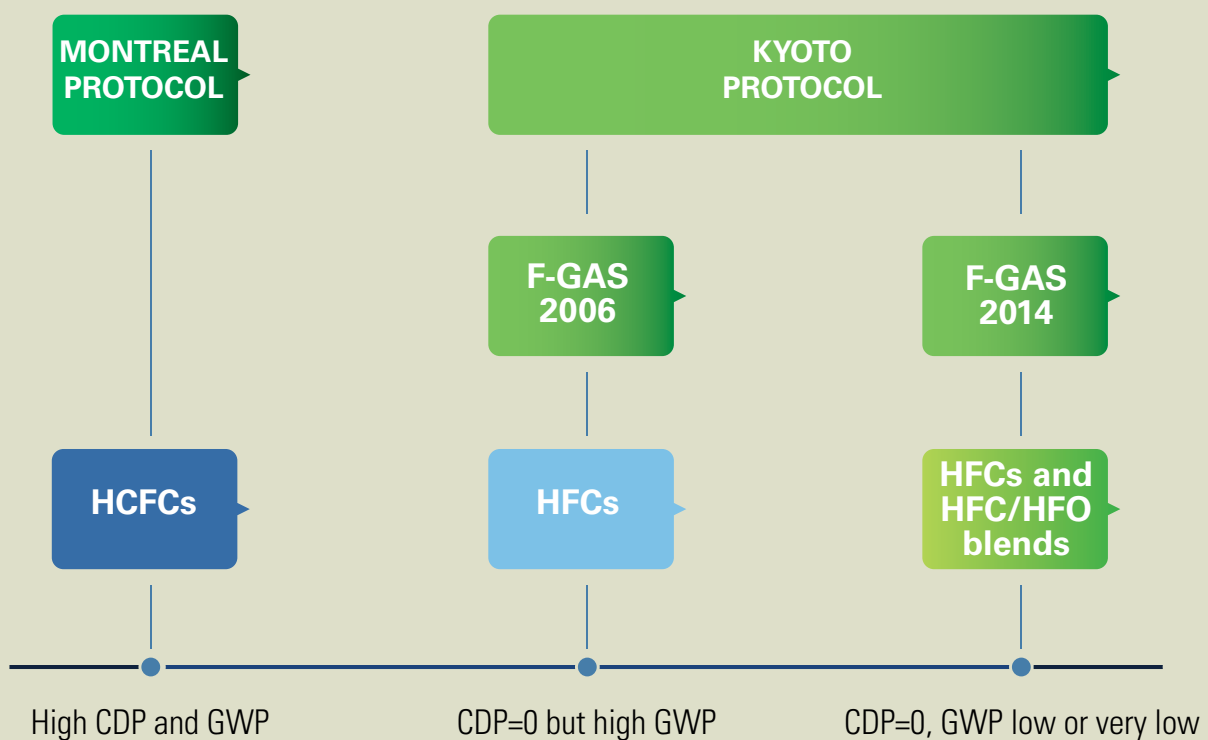 MONTREAL
PROTOCOL
KYOTO
PROTOCOL
F-GAS
2006
F-GAS
2014
HCFCs
HFCs
HFCs and
HFC/HFO
blends
High CDP and GWP
CDP=0 but high GWP
CDP=0, GWP low or very low